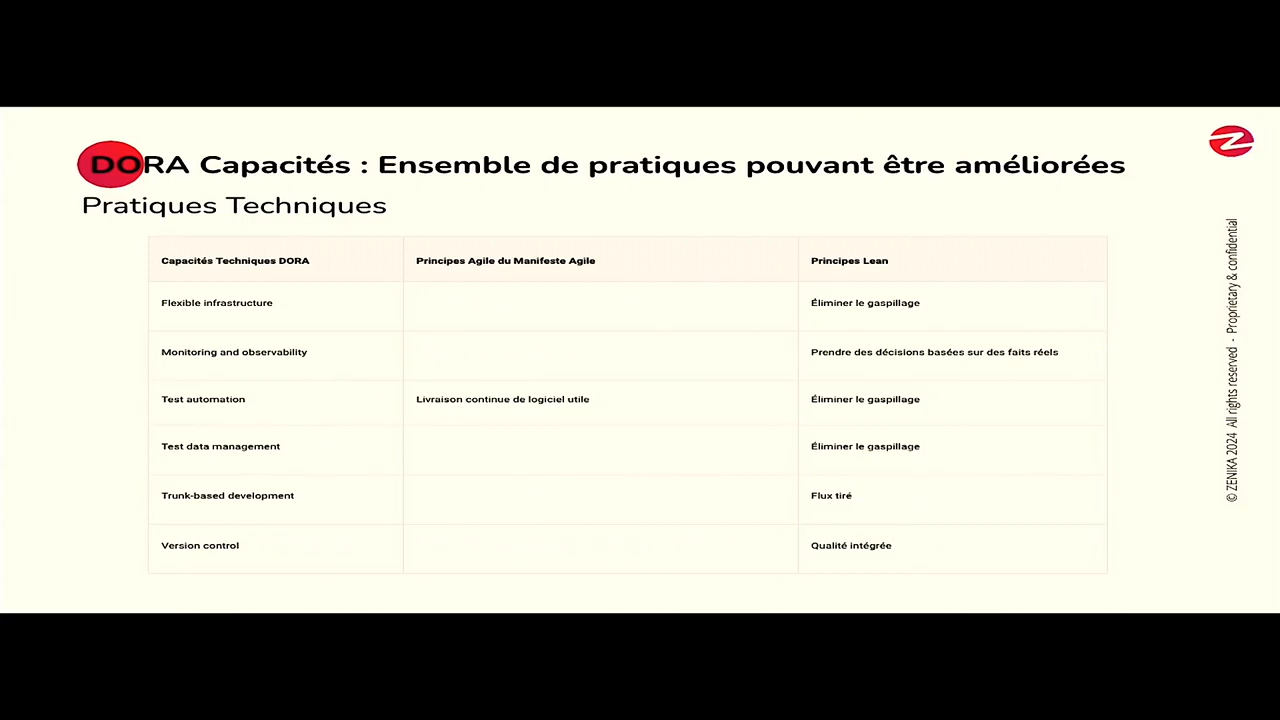 DORA Capacités : Ensemble de pratiques pouvant être améliorées
Pratiques Techniques
Capacités Techniques DORA
Principes Agile du Manifeste Agile
Principes Lean
Flexible infrastructure
Éliminer le gaspillage
Monitoring and observability
Prendre des décisions basées sur des faits réels
Test automation
Livraison continue de logiciel utile
Éliminer le gaspillage
Test data management
Éliminer le gaspillage
Trunk-based development
Flux tiré
Version control
Qualité intégrée
© ZENIKA 2024 All rights reserved - Proprietary & confidential